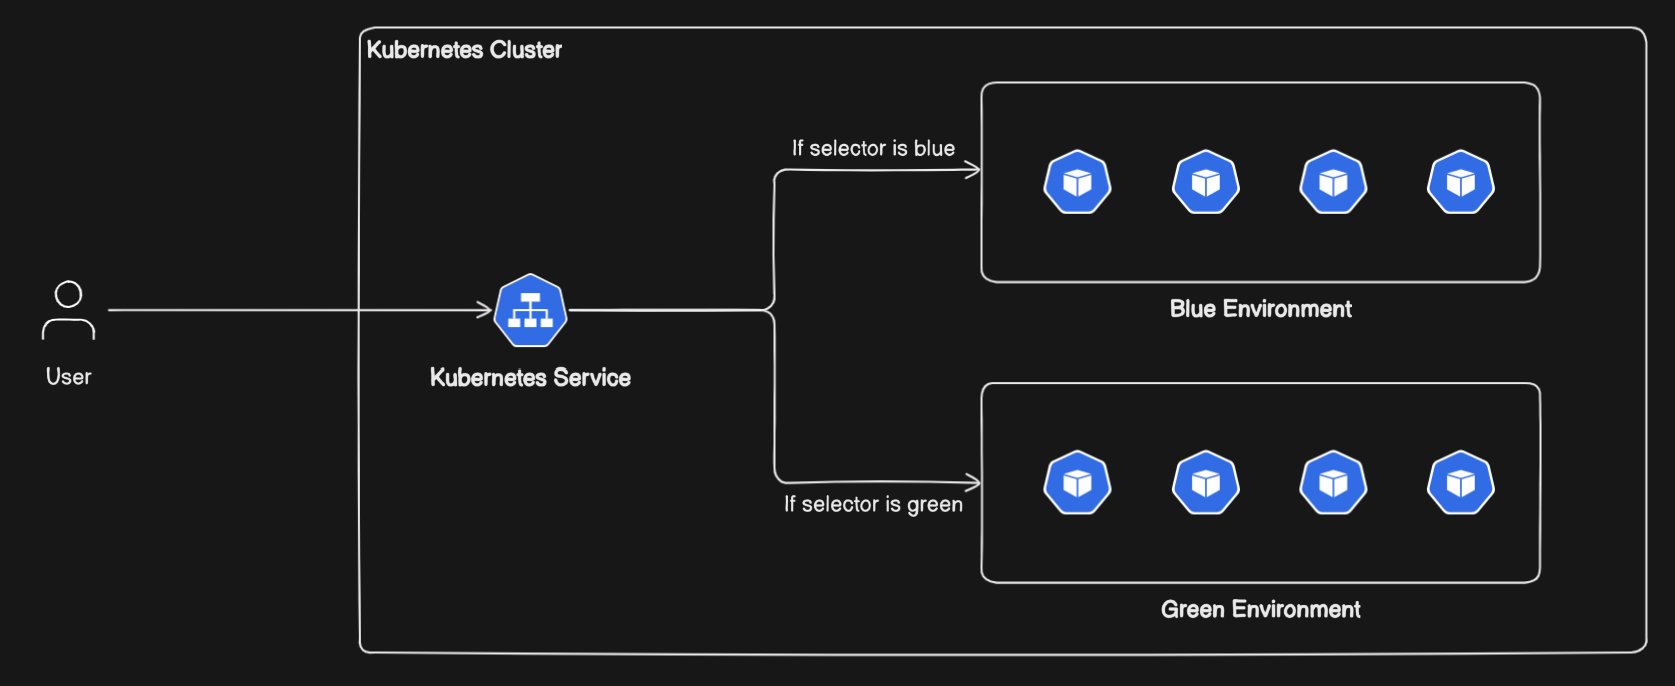 Kubernetes Cluster
If selector is blue
Blue Environment
User
Kubernetes Service
If selector is green
Green Environment